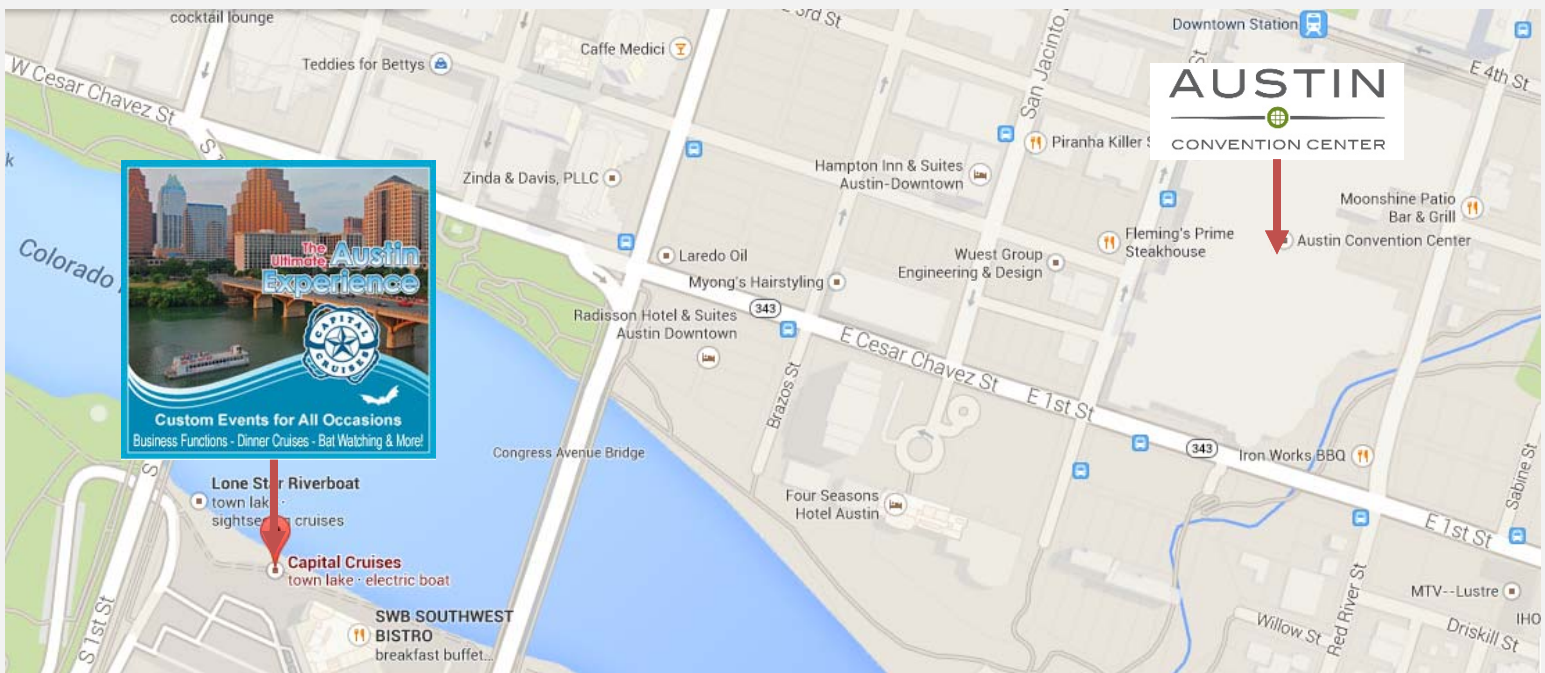 cocktail lounge
E 3rd St
Downtown Station
Caffe Medici
Teddies for Bettys
W Cesar Chavez St
San Jacinto
St
E 4th St
AUSTIN
CONVENTION CENTER
S 1
k
Piranha Killer S
Hampton Inn & Suites
Austin-Downtown
Zinda & Davis, PLLC
Moonshine Patio
Bar & Grill
Colorado
The
Ultimate Austin
Experience
CAPITAL
CRUISES
Custom Events for All Occasions
Business Functions - Dinner Cruises - Bat Watching & More!
Laredo Oil
Myong's Hairstyling
Wuest Group
Engineering & Design
Fleming's Prime
Steakhouse
Austin Convention Center
Radisson Hotel & Suites
Austin Downtown
343
E Cesar Chavez St
E 1st St
Brazos St
Congress Avenue Bridge
343
Iron Works BBQ
Sabine St
S
Lone Star Riverboat
town lake ·
sightseeing cruises
Four Seasons
Hotel Austin
E 1st St
Capital Cruises
town lake · electric boat
SWB SOUTHWEST
BISTRO
breakfast buffet...
S 1st St
MTV--Lustre
IHO
Willow St
Red River St
Driskill St